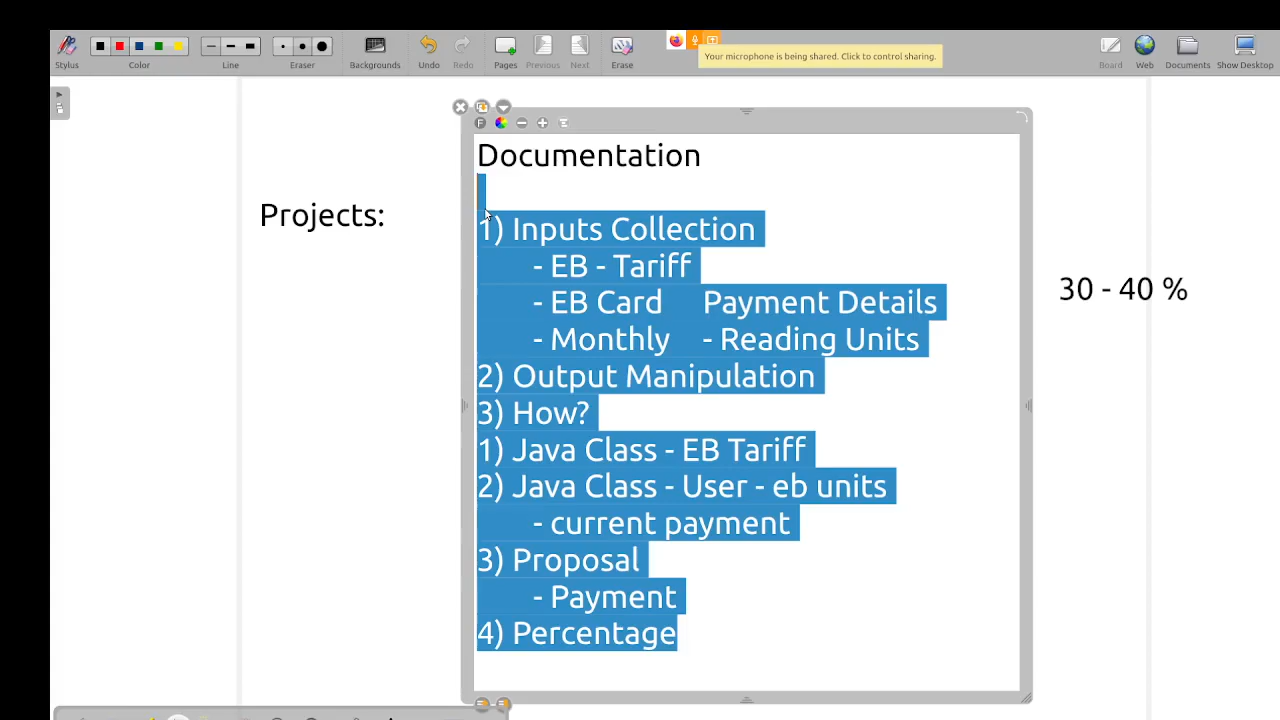 Stylus
Color
Line
Eraser
Backgrounds
Undo
Redo
Pages
Previous
Next
Erase
Your microphone is being shared. Click to control sharing.
Board
Web
Documents
Show Desktop
F
Documentation
Projects:
1) Inputs Collection
- EB - Tariff
- EB Card Payment Details
- Monthly - Reading Units
2) Output Manipulation
3) How?
1) Java Class - EB Tariff
2) Java Class - User - eb units
- current payment
3) Proposal
- Payment
4) Percentage
30 - 40 %